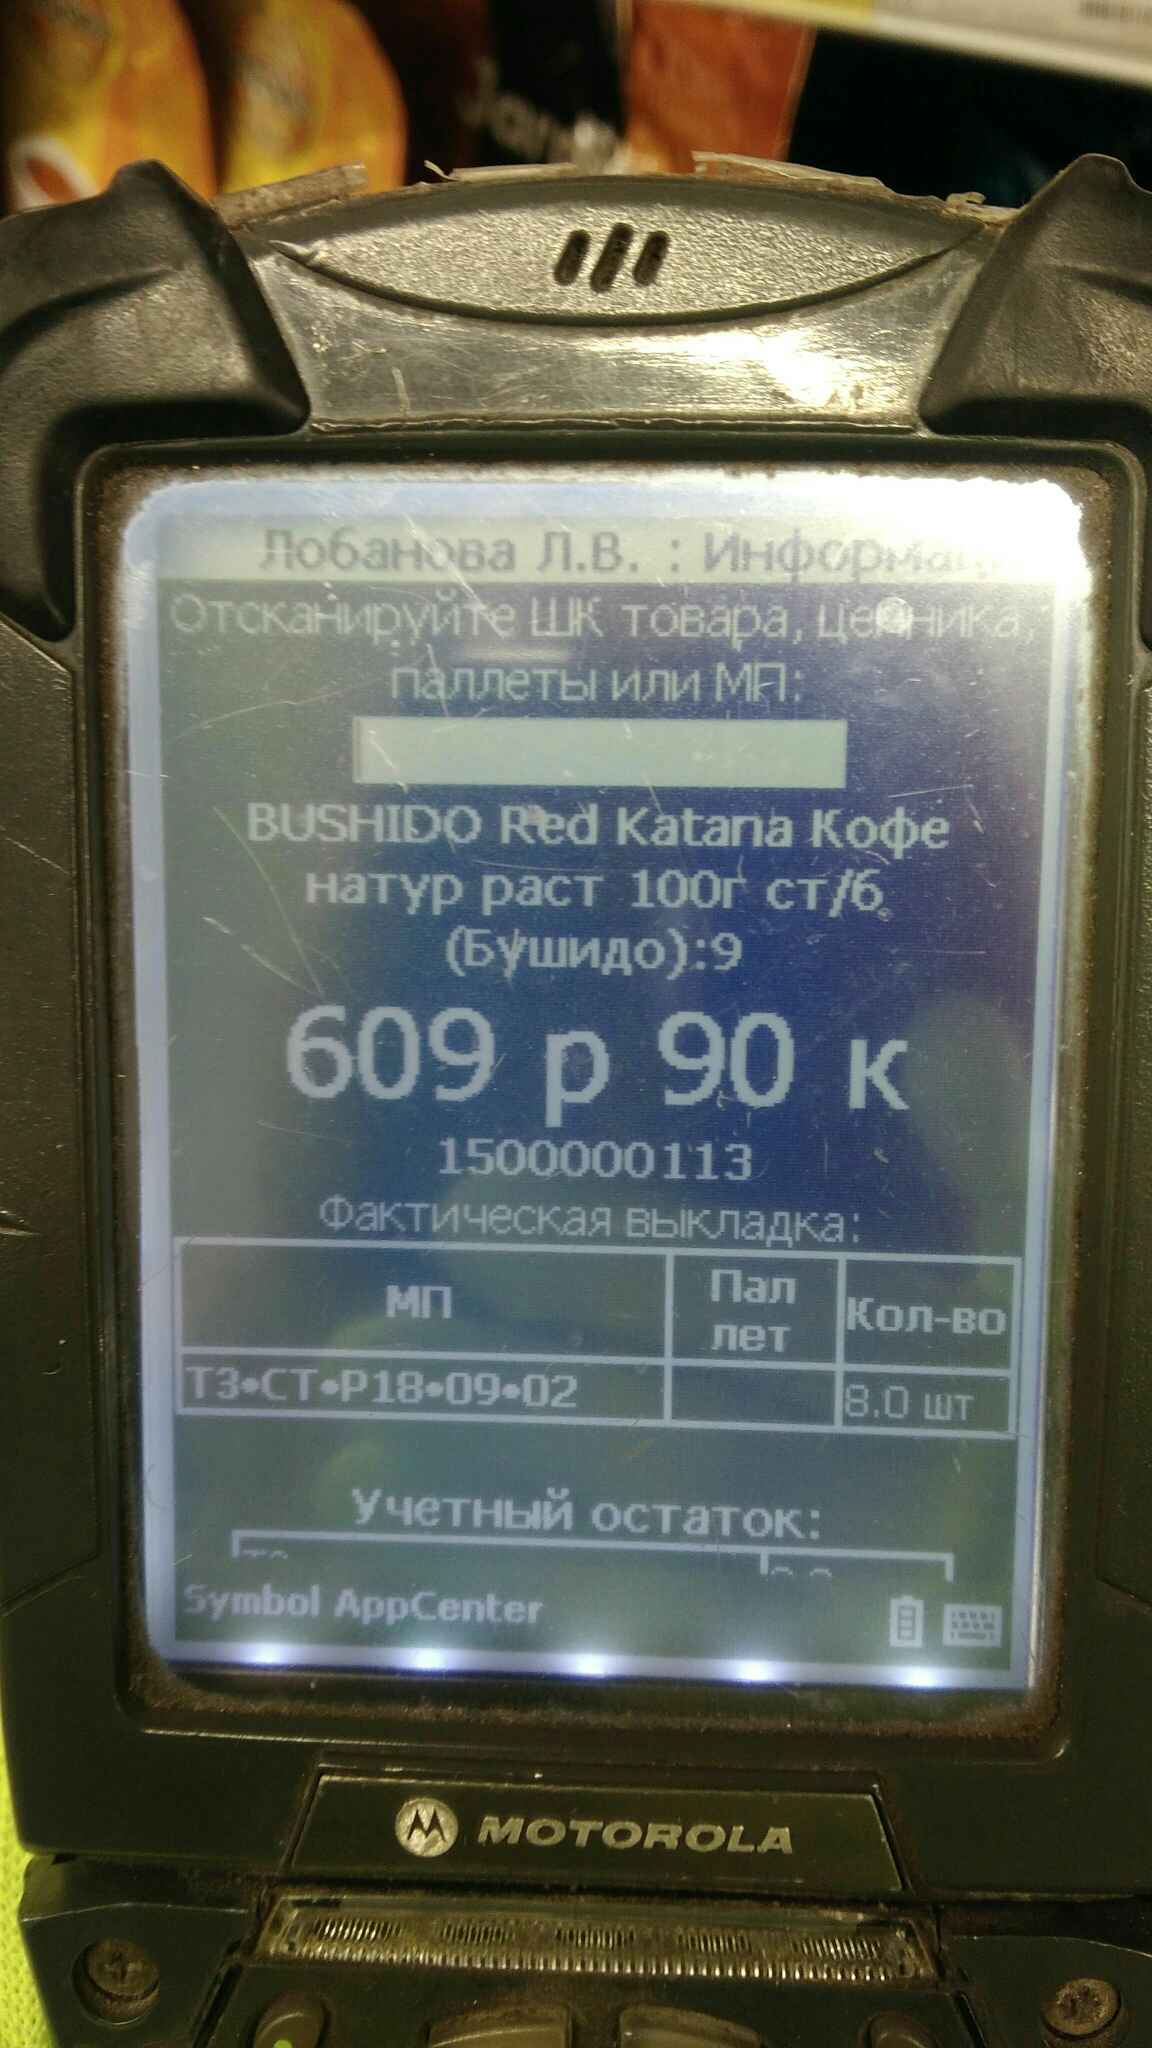 Лобанова Л.В. : Информац
Отсканируйте ШК товара, ценника,
паллеты или МП:
BUSHIDO Red Katana Кофе
натур раст 100г ст/6
(Бушидо):9
609 р 90 к
1500000113
Фактическая выкладка:
МП
Пал
лет
Кол-во
ТЗ•СТ•Р18•09•02
8.0 шт
Учетный остаток:
Symbol AppCenter
MOTOROLA